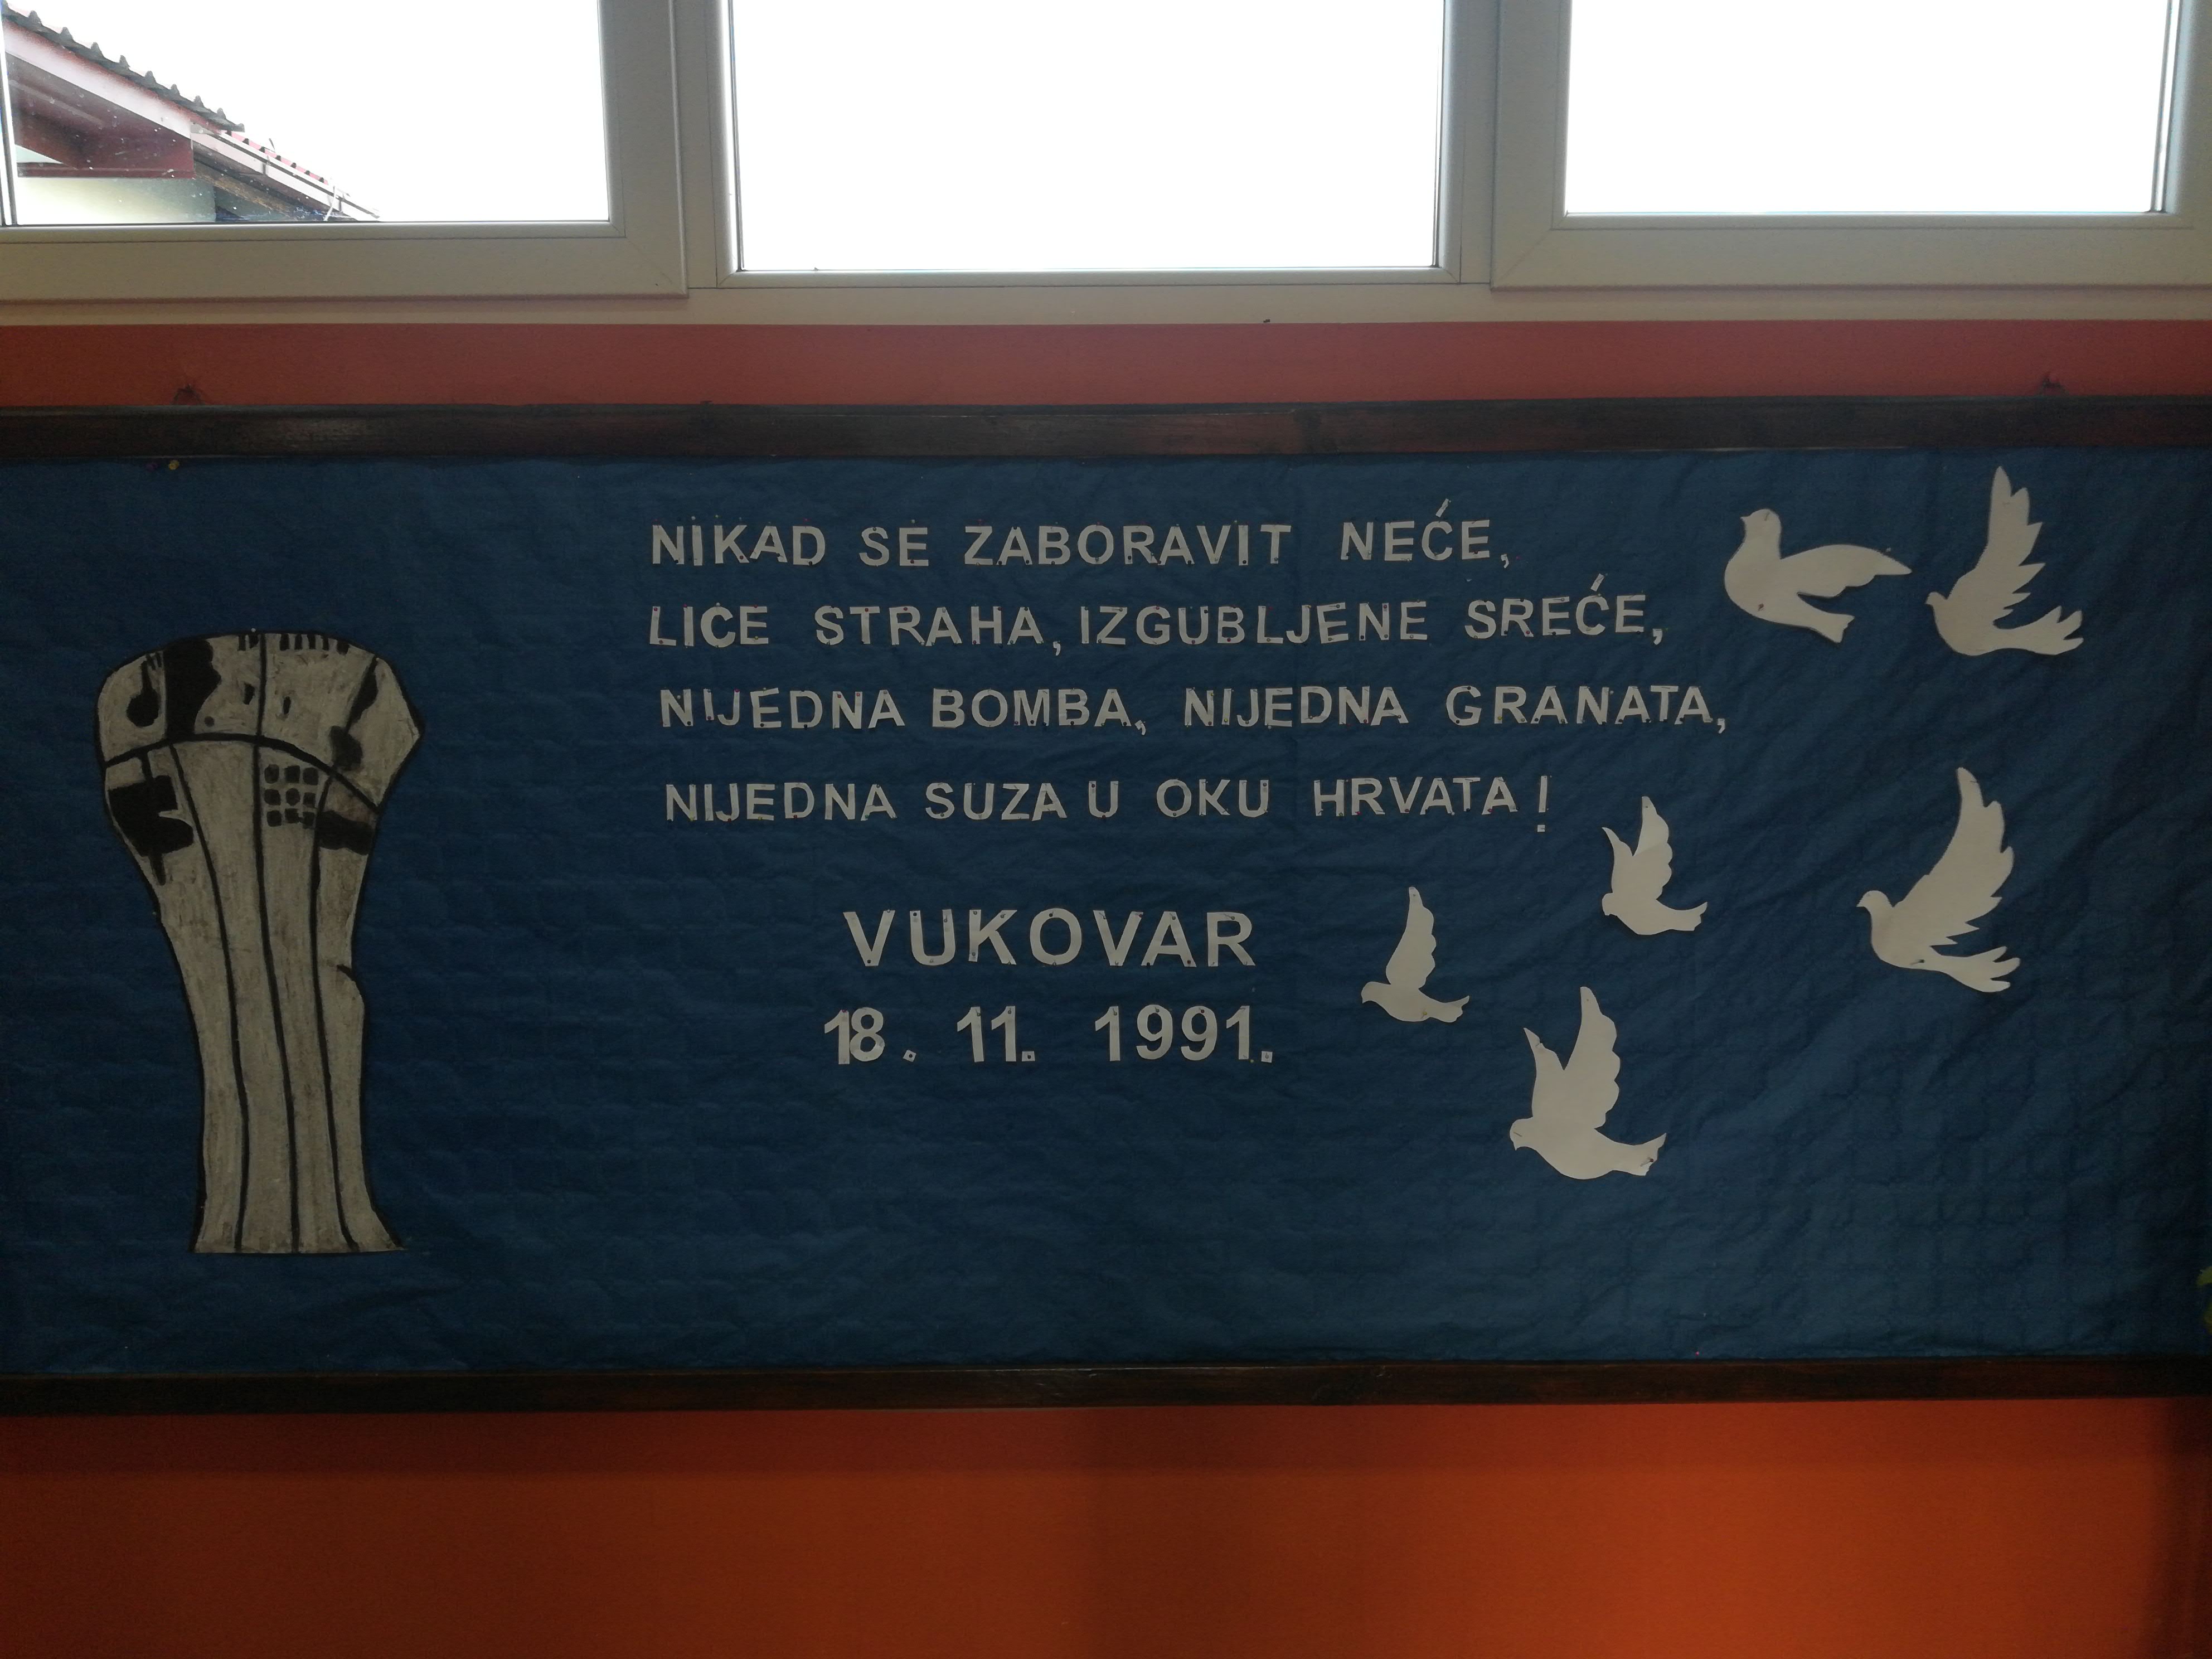 NIKAD SE ZABORAVIT NEĆE,
LICE STRAHA, IZGUBLJENE SREĆE,
NIJEDNA BOMBA, NIJEDNA GRANATA,
NIJEDNA SUZA U OKU HRVATA!
VUKOVAR
18. 11. 1991.